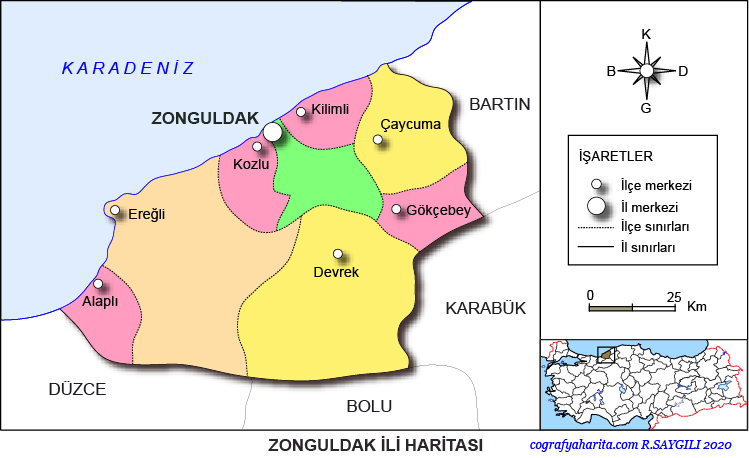 KARADENİZ
ZONGULDAK
Kilimli
Kozlu
Çaycuma
BARTIN
Ereğli
Gökçebey
Devrek
Alaplı
KARABÜK
DÜZCE
BOLU
K
B
D
G
İŞARETLER
İlçe merkezi
İl merkezi
İlçe sınırları
İl sınırları
0 25 Km
ZONGULDAK İLİ HARİTASI
cografyaharita.com R.SAYGILI 2020